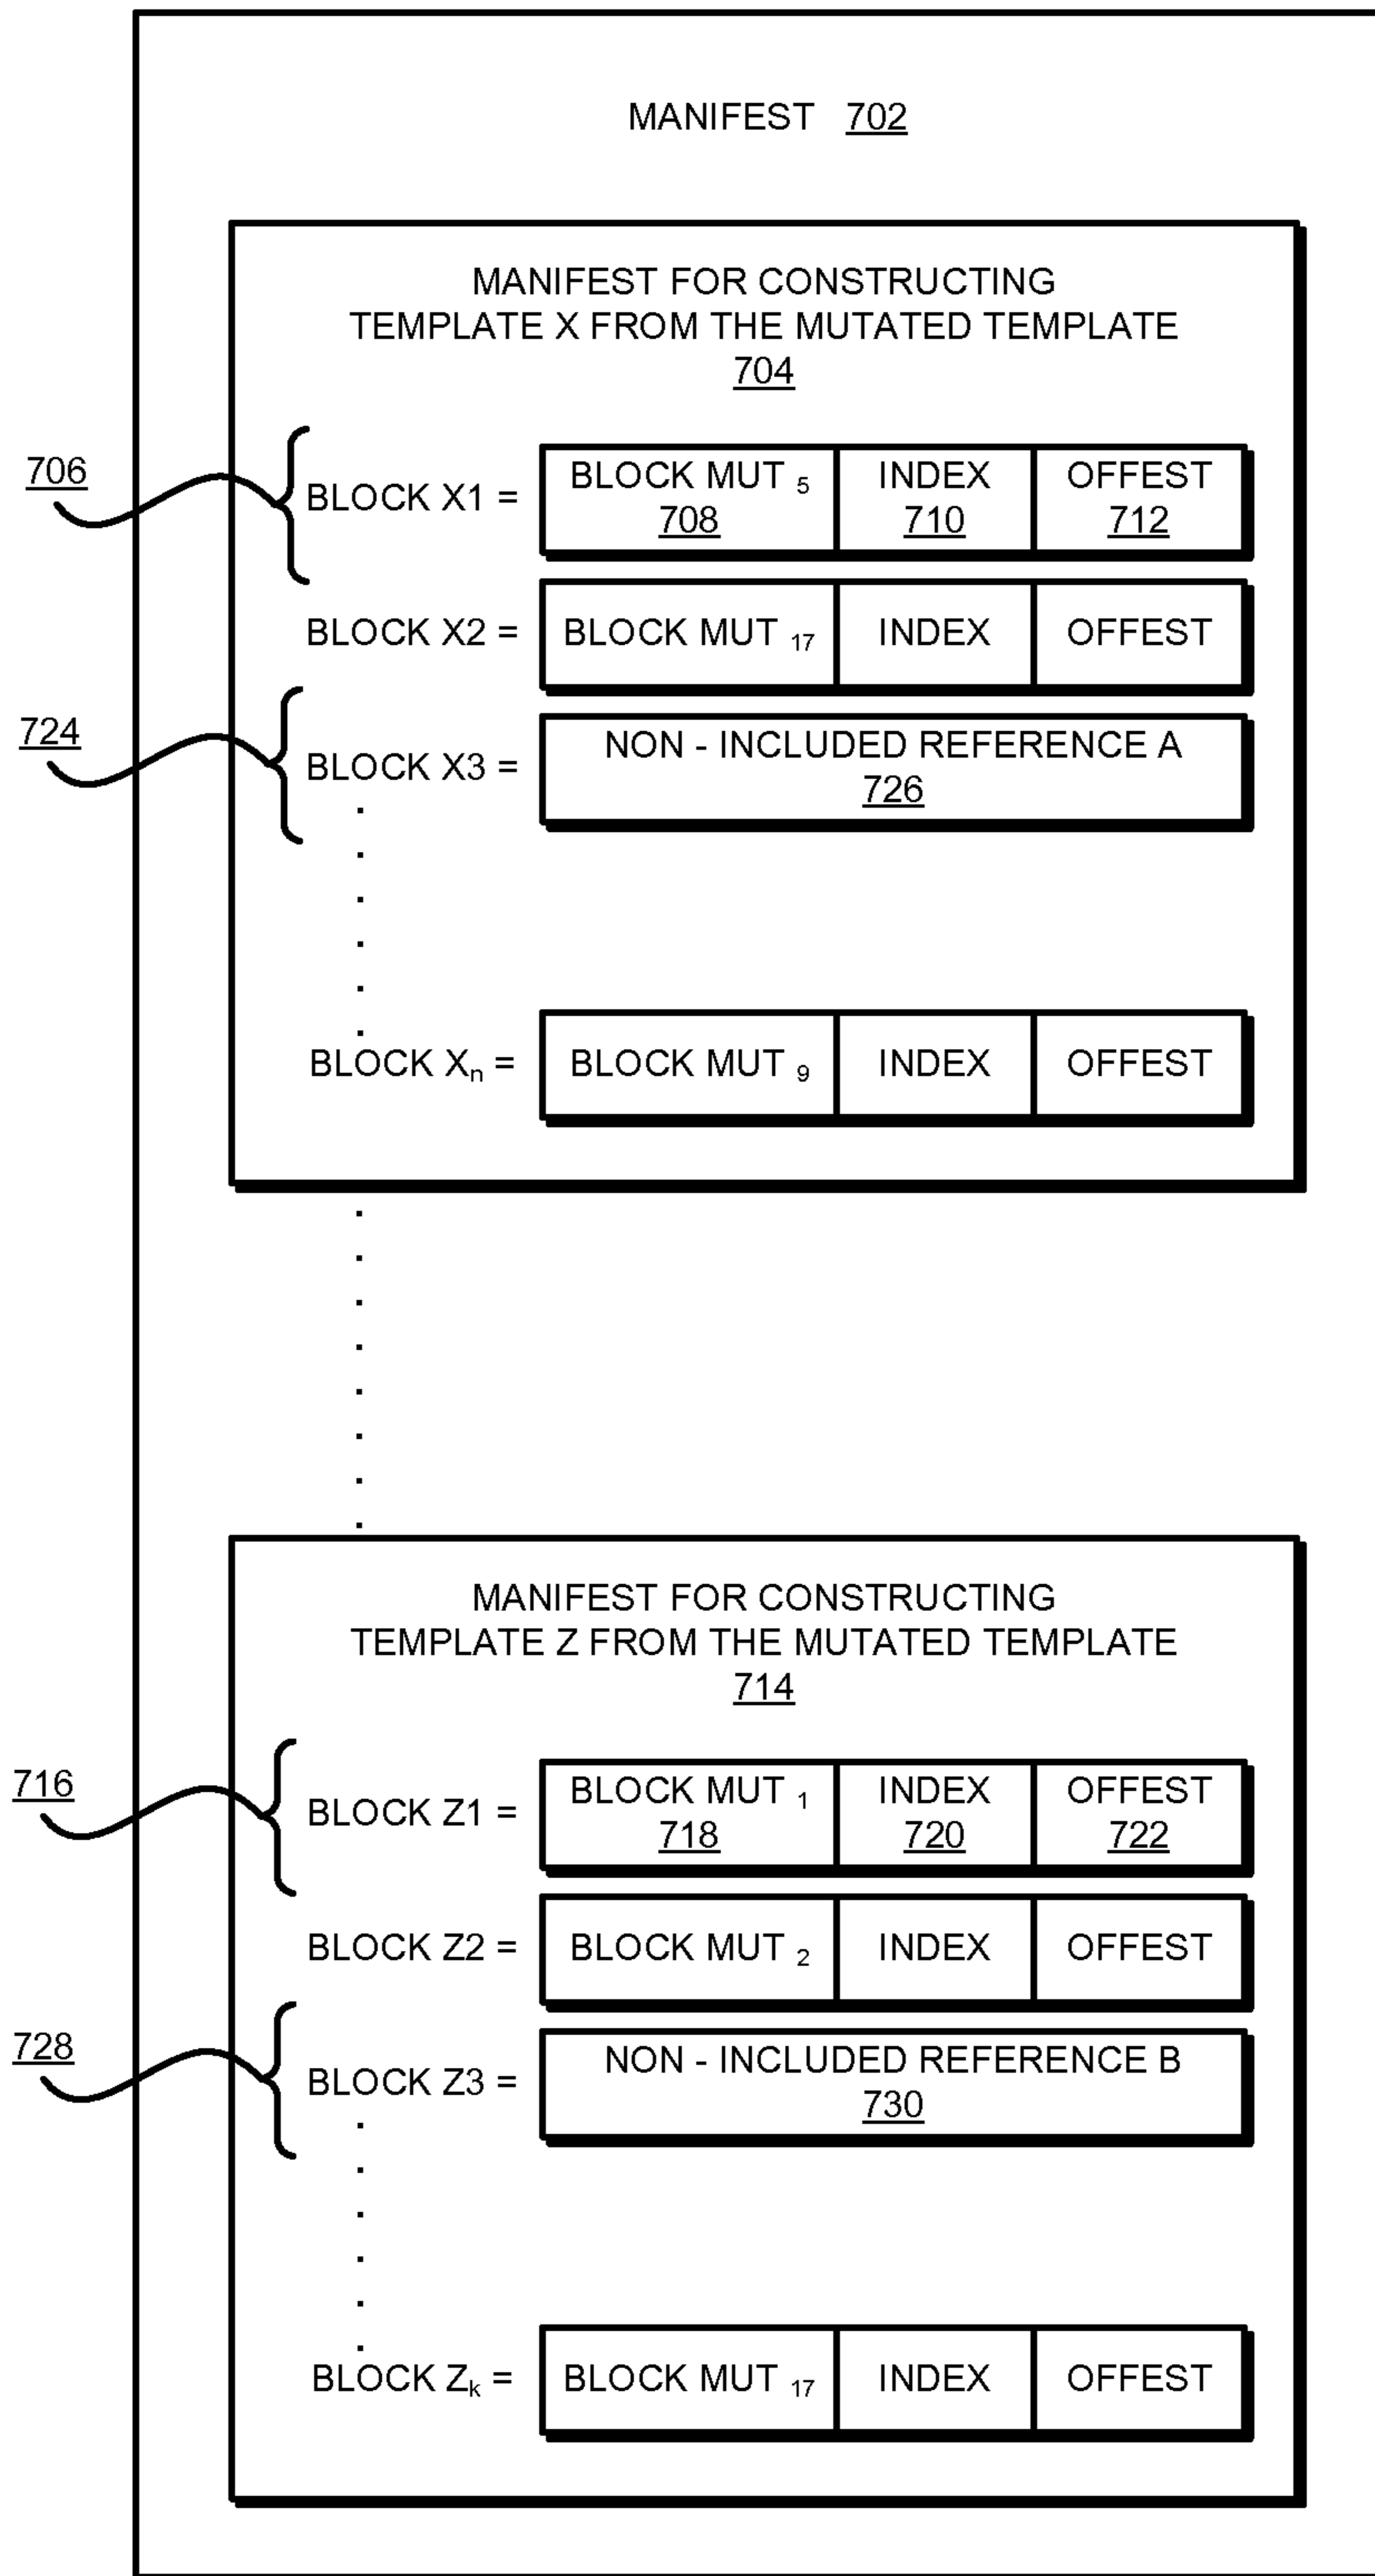 MANIFEST 702
MANIFEST FOR CONSTRUCTING
TEMPLATE X FROM THE MUTATED TEMPLATE
704
706
BLOCK X1 =
BLOCK MUT 5
708
INDEX
710
OFFEST
712
BLOCK X2 =
BLOCK MUT 17
INDEX
OFFEST
724
BLOCK X3 =
NON - INCLUDED REFERENCE A
726
BLOCK Xn =
BLOCK MUT 9
INDEX
OFFEST
MANIFEST FOR CONSTRUCTING
TEMPLATE Z FROM THE MUTATED TEMPLATE
714
716
BLOCK Z1 =
BLOCK MUT 1
718
INDEX
720
OFFEST
722
BLOCK Z2 =
BLOCK MUT 2
INDEX
OFFEST
728
BLOCK Z3 =
NON - INCLUDED REFERENCE B
730
BLOCK Zk =
BLOCK MUT 17
INDEX
OFFEST